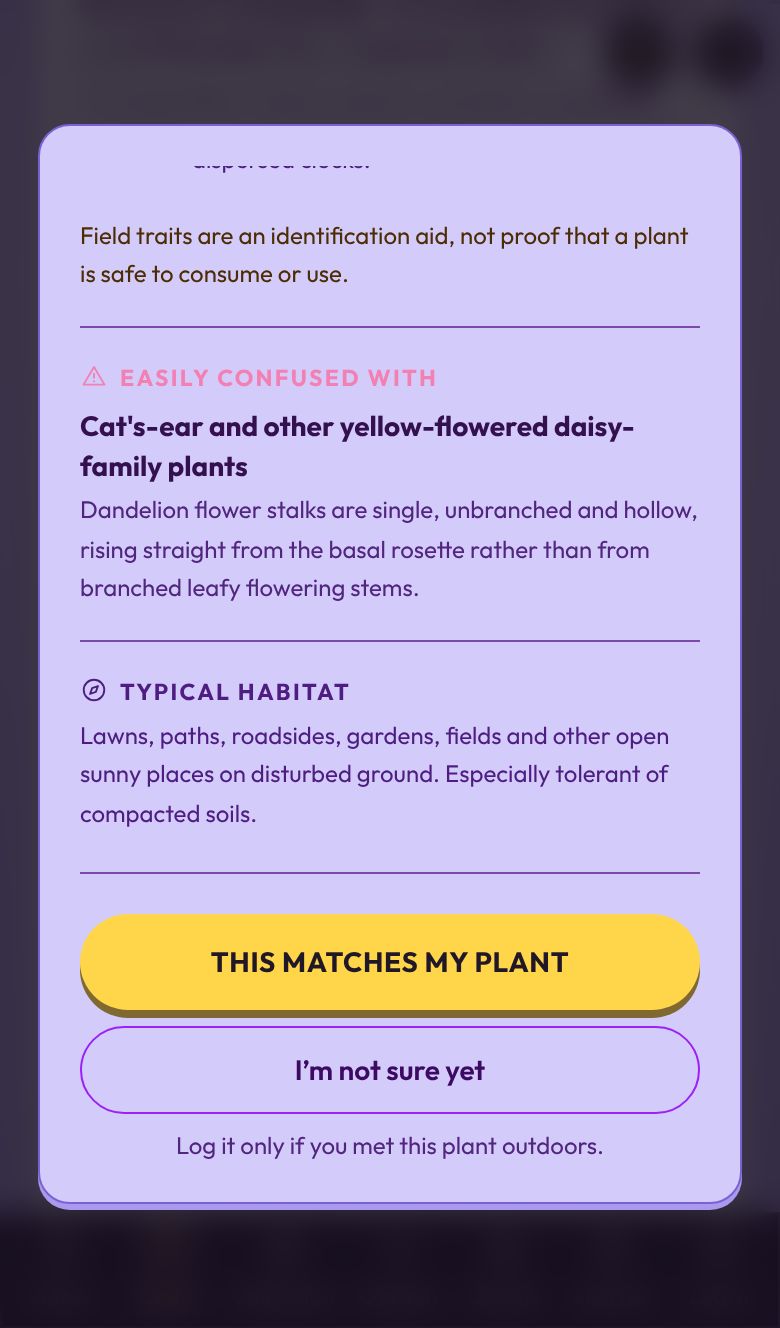 dispersed clocks.
Field traits are an identification aid, not proof that a plant
is safe to consume or use.
EASILY CONFUSED WITH
Cat's-ear and other yellow-flowered daisy-
family plants
Dandelion flower stalks are single, unbranched and hollow,
rising straight from the basal rosette rather than from
branched leafy flowering stems.
TYPICAL HABITAT
Lawns, paths, roadsides, gardens, fields and other open
sunny places on disturbed ground. Especially tolerant of
compacted soils.
THIS MATCHES MY PLANT
I’m not sure yet
Log it only if you met this plant outdoors.